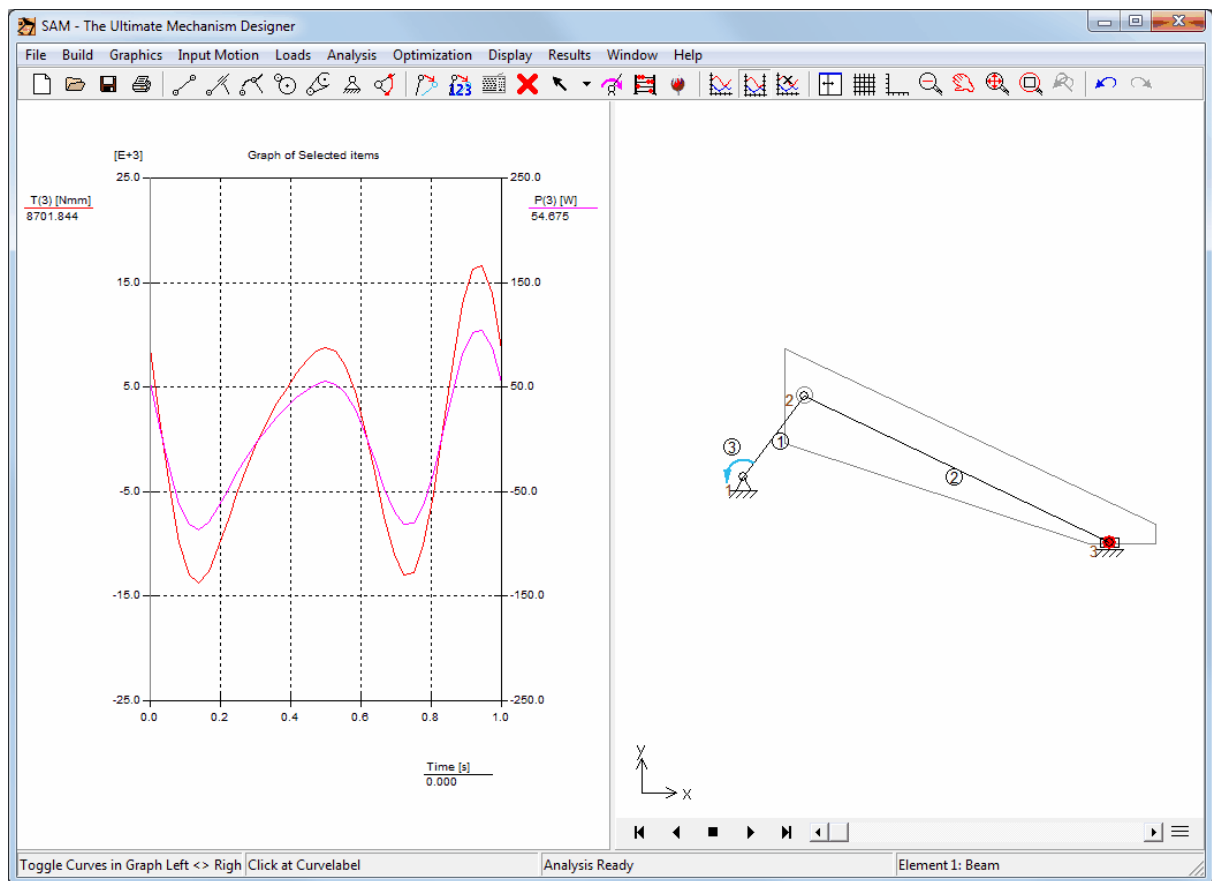 SAM - The Ultimate Mechanism Designer
File Build Graphics Input Motion Loads Analysis Optimization Display Results Window Help
123
[E+3] Graph of Selected items
25.0 250.0
T(3) [Nmm] P(3) [W]
8701.844 54.675
15.0 150.0
5.0 50.0
-5.0 -50.0
-15.0 -150.0
-25.0 -250.0
0.0 0.2 0.4 0.6 0.8 1.0
Time [s]
0.000
2
1
3
2
1
3
y
x
Toggle Curves in Graph Left <> Righ Click at Curvelabel Analysis Ready Element 1: Beam